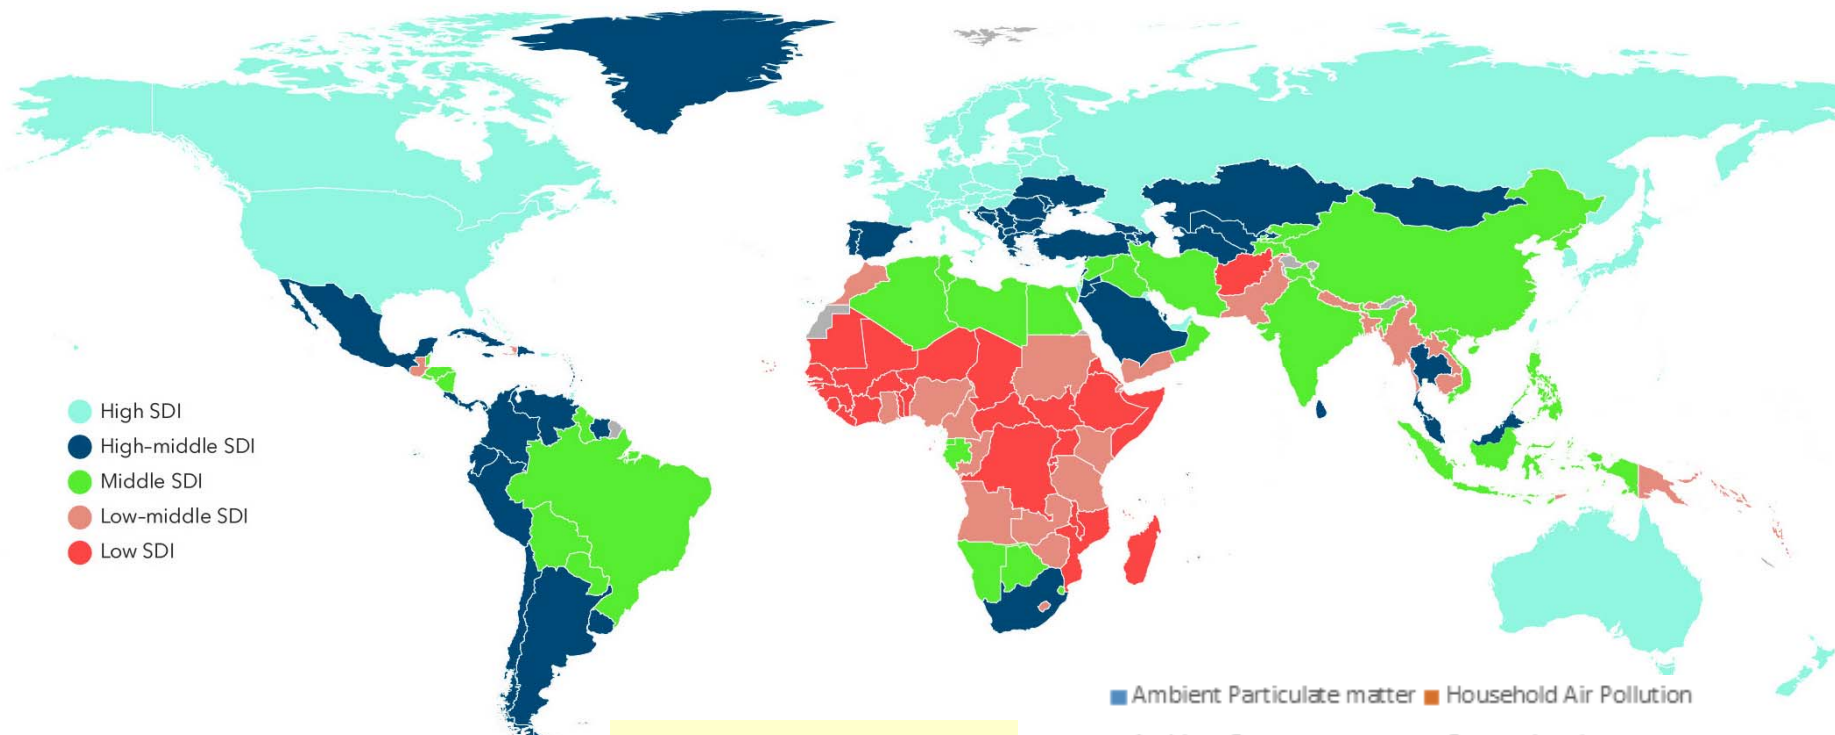 High SDI
High-middle SDI
Middle SDI
Low-middle SDI
Low SDI
Ambient Particulate matter Household Air Pollution